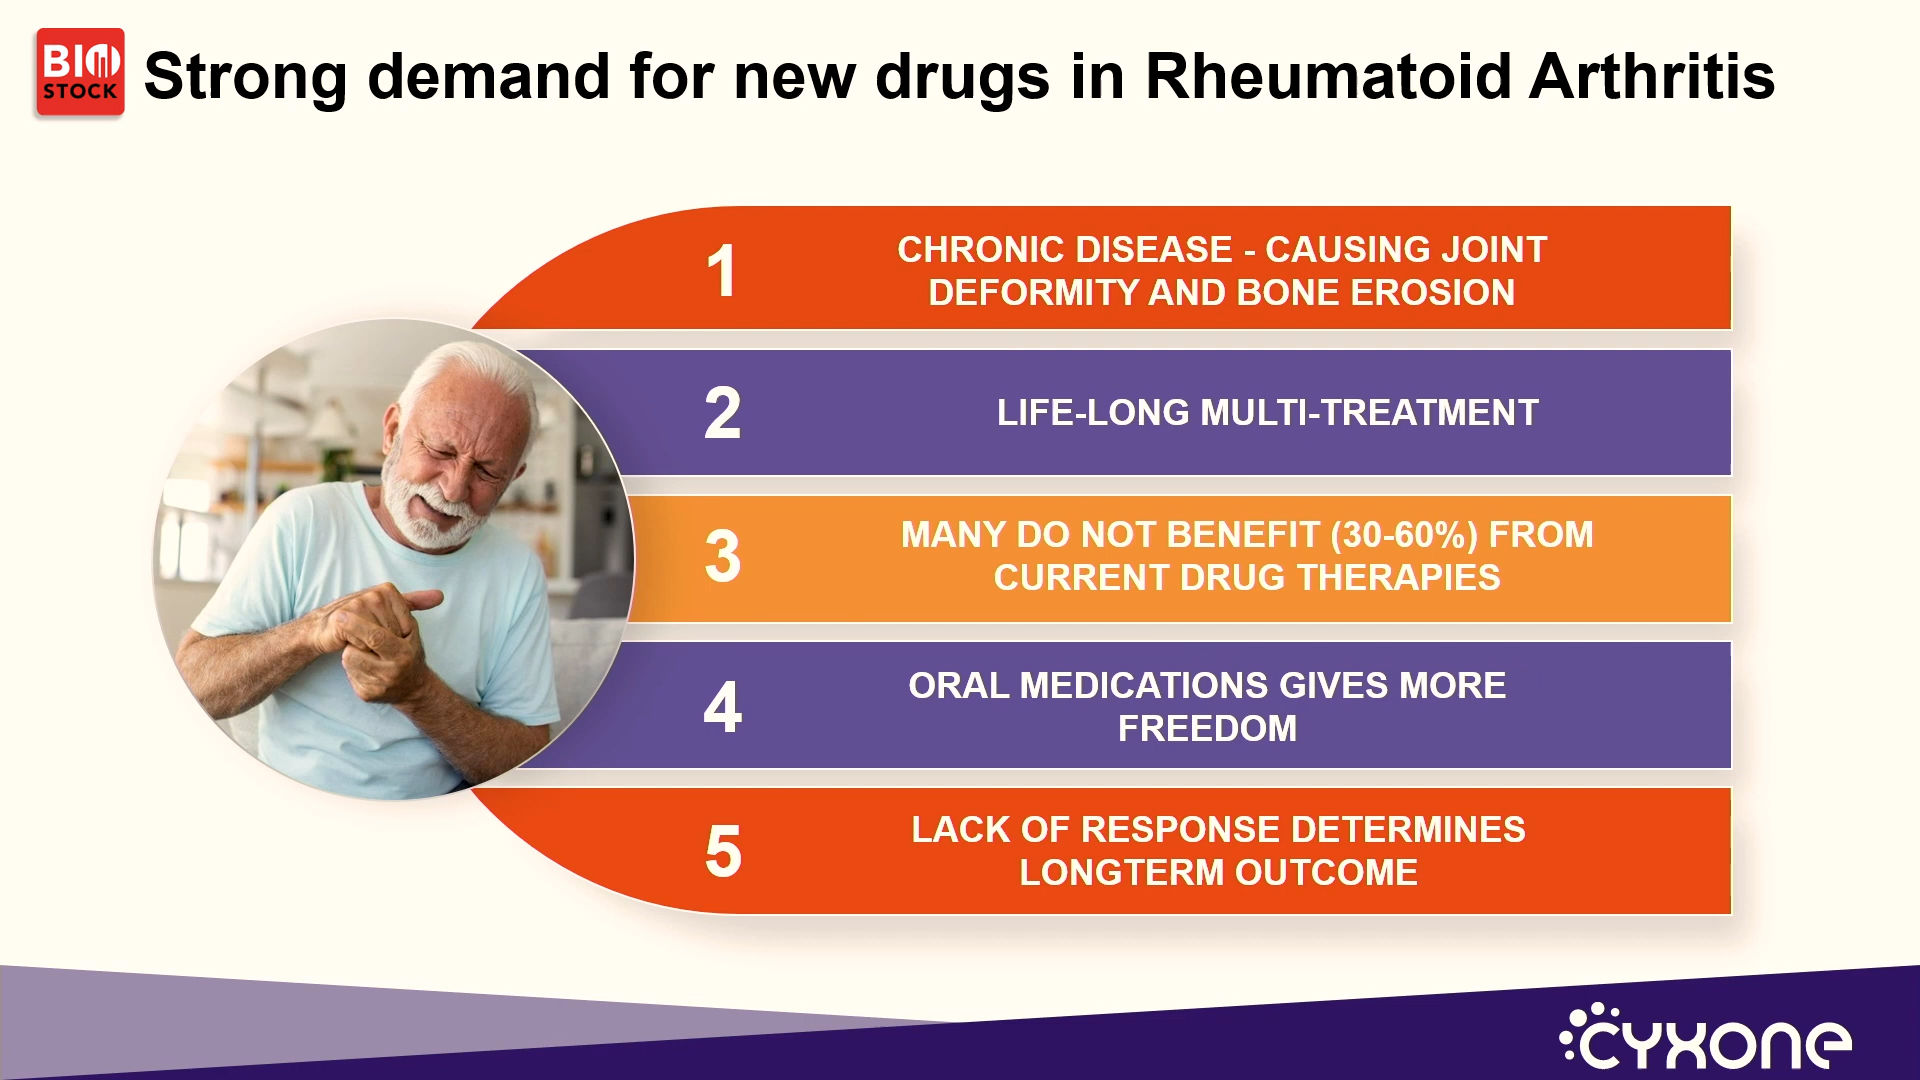 BIO
STOCK
Strong demand for new drugs in Rheumatoid Arthritis
1
CHRONIC DISEASE - CAUSING JOINT
DEFORMITY AND BONE EROSION
2
LIFE-LONG MULTI-TREATMENT
3
MANY DO NOT BENEFIT (30-60%) FROM
CURRENT DRUG THERAPIES
4
ORAL MEDICATIONS GIVES MORE
FREEDOM
5
LACK OF RESPONSE DETERMINES
LONGTERM OUTCOME
cyxone